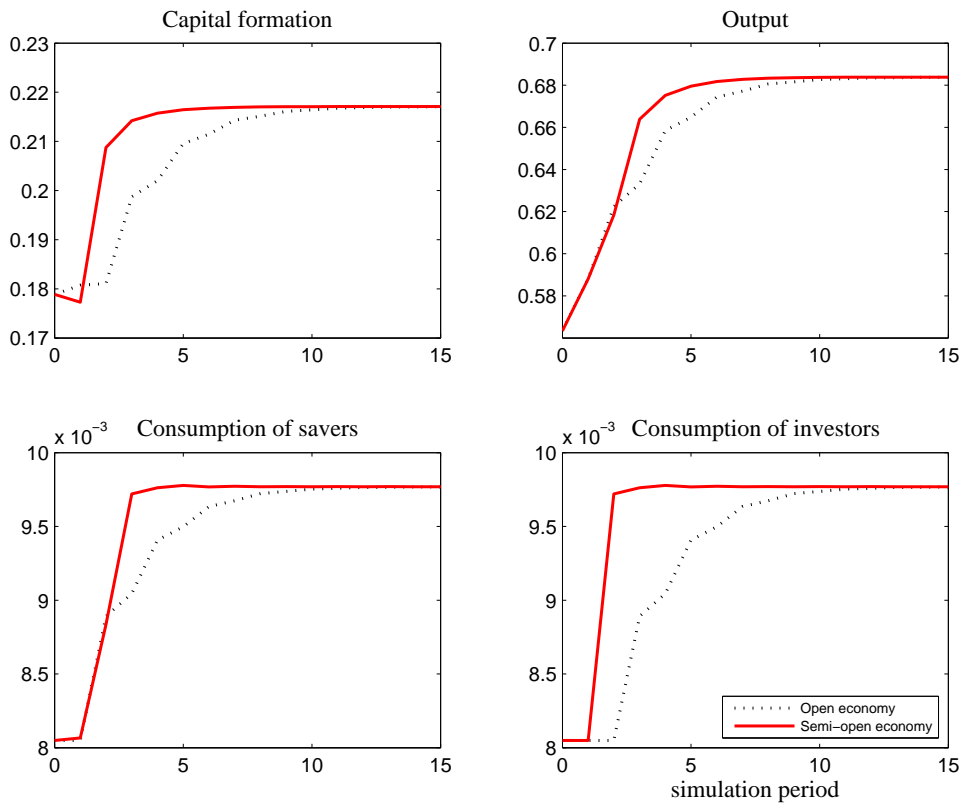 Capital formation
0.23
0.22
0.21
0.2
0.19
0.18
0.17
0 5 10 15
Output
0.7
0.68
0.66
0.64
0.62
0.6
0.58
0 5 10 15
Consumption of savers
x 10⁻³
10
9.5
9
8.5
8
0 5 10 15
Consumption of investors
x 10⁻³
10
9.5
9
8.5
8
0 5 10 15
Open economy
Semi−open economy
simulation period